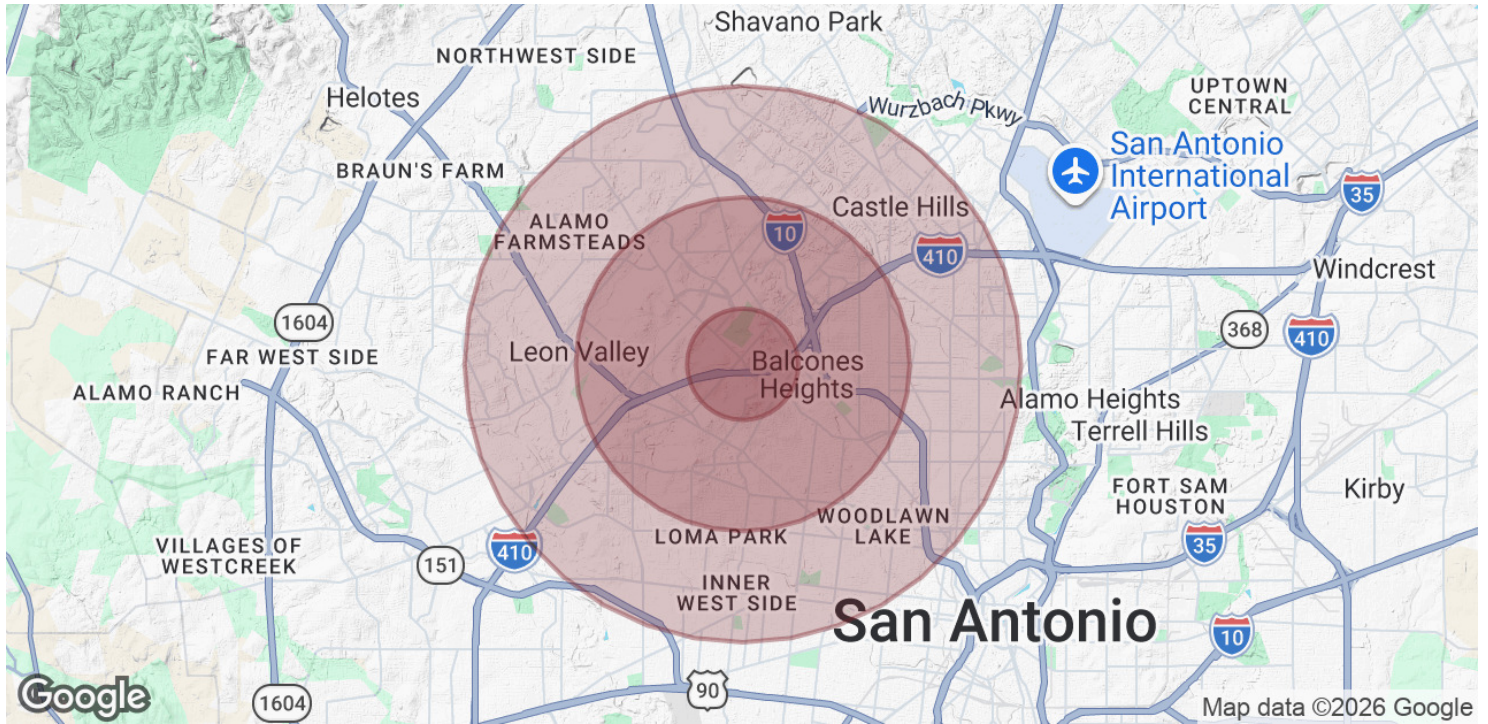 Shavano Park
NORTHWEST SIDE
Helotes
UPTOWN
CENTRAL
Wurzbach Pkwy
San Antonio
International
Airport
BRAUN'S FARM
35
Castle Hills
ALAMO
FARMSTEADS
10
410
Windcrest
1604
368
410
FAR WEST SIDE
Leon Valley
Balcones
Heights
ALAMO RANCH
Alamo Heights
Terrell Hills
FORT SAM
HOUSTON
Kirby
LOMA PARK
WOODLAWN
LAKE
VILLAGES OF
WESTCREEK
410
151
35
INNER
WEST SIDE
San Antonio
10
90
1604
Google
Map data ©2026 Google